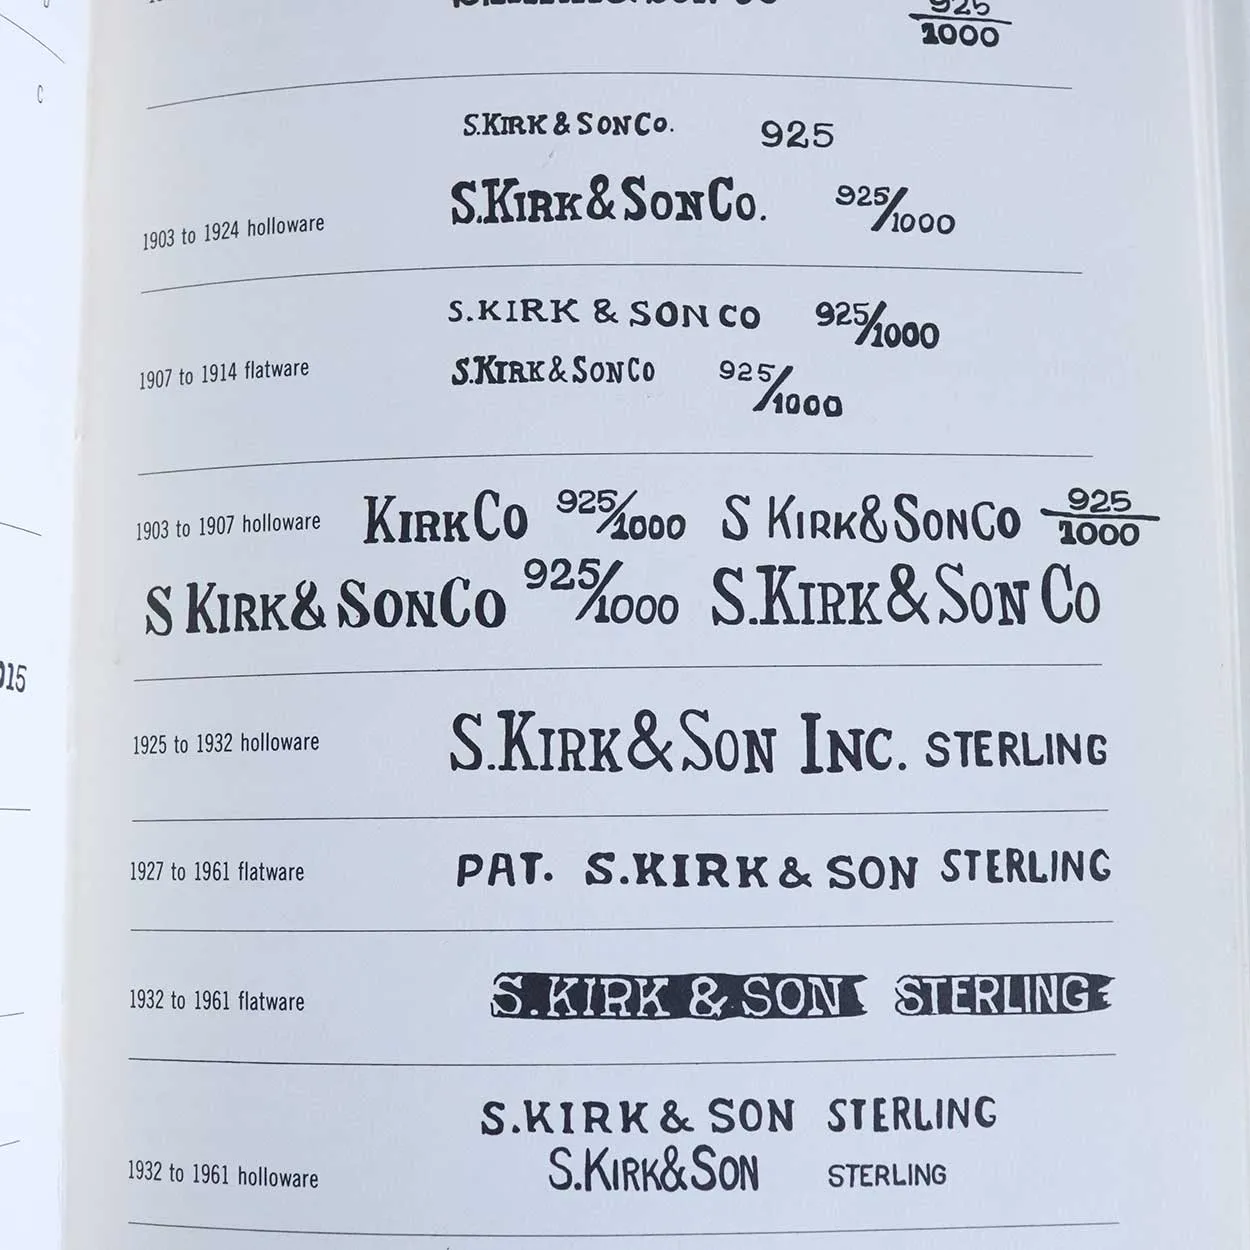 C
015
S.KIRK & SON CO 925/1000
S.KIRK & SON CO. 925
1903 to 1924 holloware S.KIRK & SON CO. 925/1000
S.KIRK & SON CO 925/1000
1907 to 1914 flatware S.KIRK & SON CO 925/1000
1903 to 1907 holloware KIRK CO 925/1000 S KIRK & SON CO 925/1000
S KIRK & SON CO 925/1000 S.KIRK & SON CO
1925 to 1932 holloware S.KIRK & SON INC. STERLING
1927 to 1961 flatware PAT. S.KIRK & SON STERLING
1932 to 1961 flatware S.KIRK & SON STERLING
S.KIRK & SON STERLING
1932 to 1961 holloware S.KIRK & SON STERLING